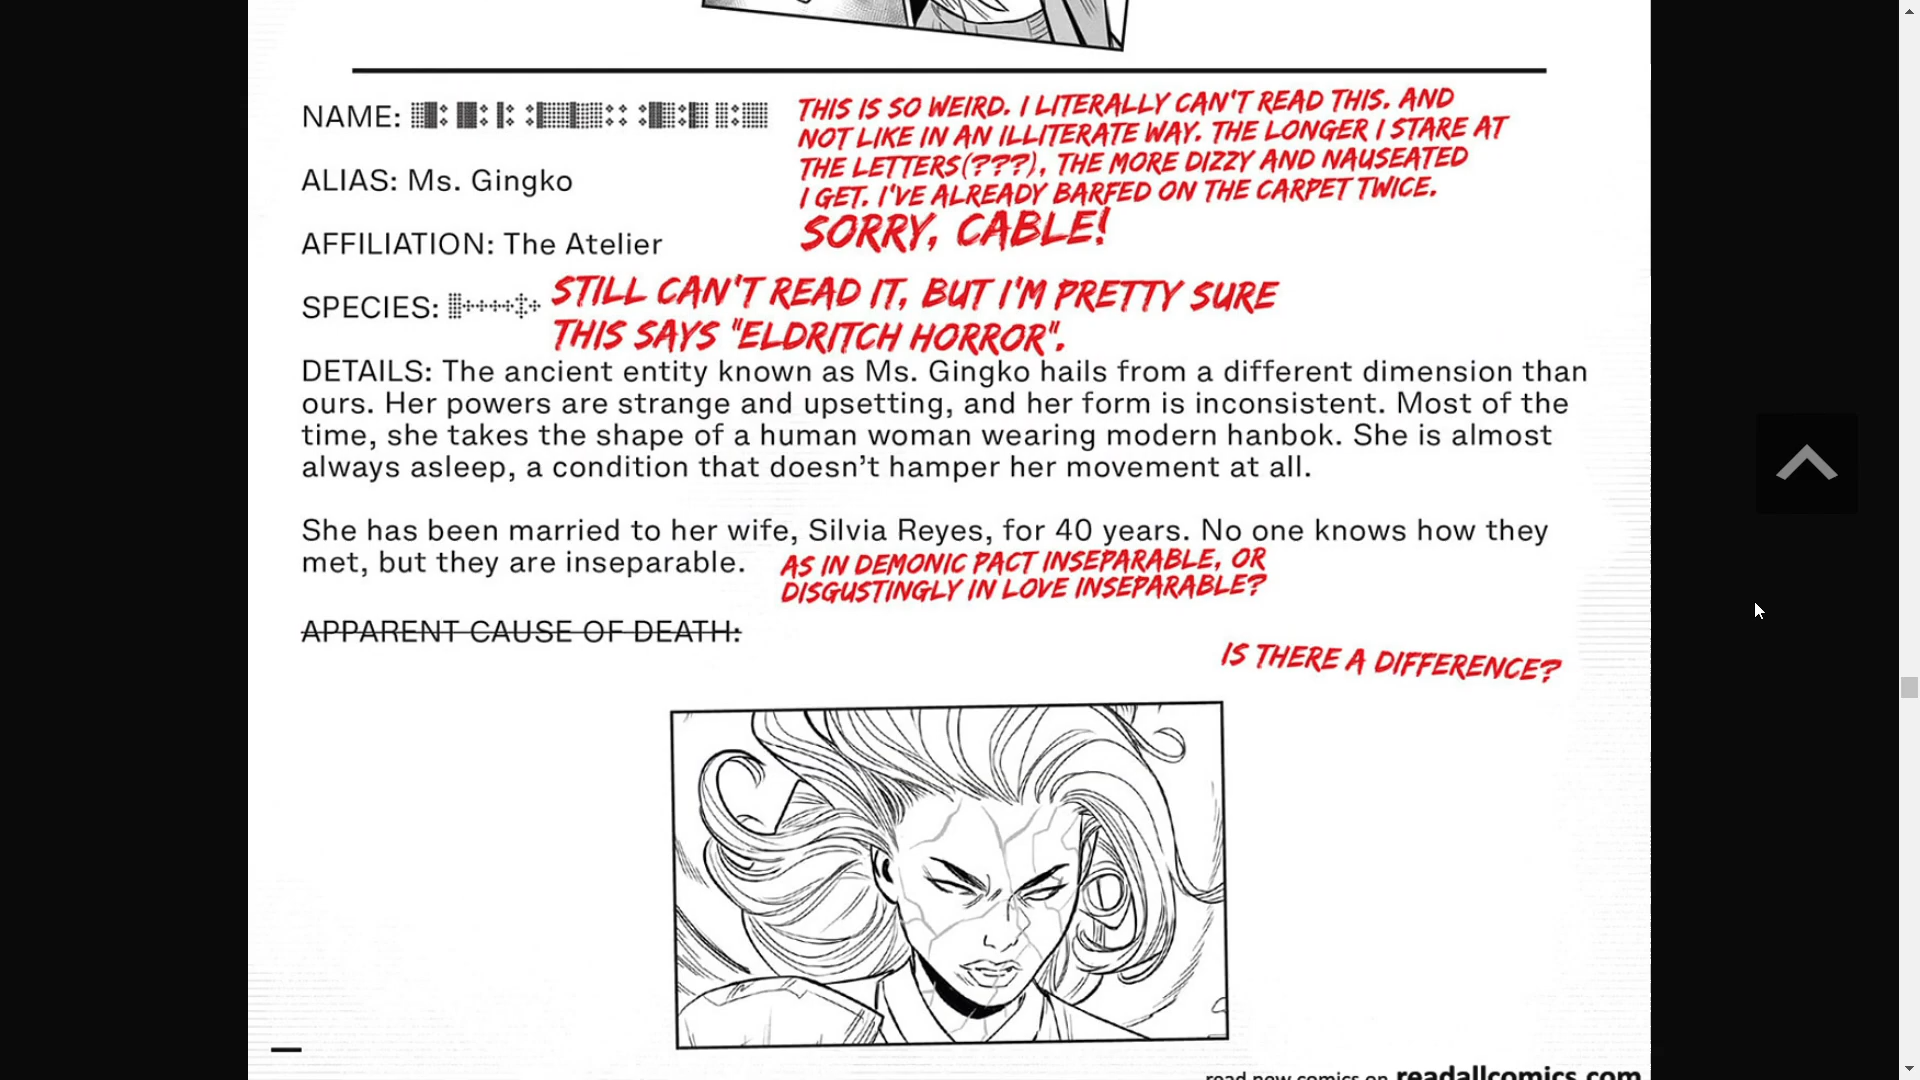 NAME:
THIS IS SO WEIRD. I LITERALLY CAN'T READ THIS. AND
NOT LIKE IN AN ILLITERATE WAY. THE LONGER I STARE AT
THE LETTERS(???), THE MORE DIZZY AND NAUSEATED
I GET. I'VE ALREADY BARFED ON THE CARPET TWICE.
SORRY, CABLE!
ALIAS: Ms. Gingko
AFFILIATION: The Atelier
SPECIES:
STILL CAN'T READ IT, BUT I'M PRETTY SURE
THIS SAYS "ELDRITCH HORROR".
DETAILS: The ancient entity known as Ms. Gingko hails from a different dimension than
ours. Her powers are strange and upsetting, and her form is inconsistent. Most of the
time, she takes the shape of a human woman wearing modern hanbok. She is almost
always asleep, a condition that doesn’t hamper her movement at all.
She has been married to her wife, Silvia Reyes, for 40 years. No one knows how they
met, but they are inseparable.
AS IN DEMONIC PACT INSEPARABLE, OR
DISGUSTINGLY IN LOVE INSEPARABLE?
APPARENT CAUSE OF DEATH:
IS THERE A DIFFERENCE?
read new comics on readallcomics.com